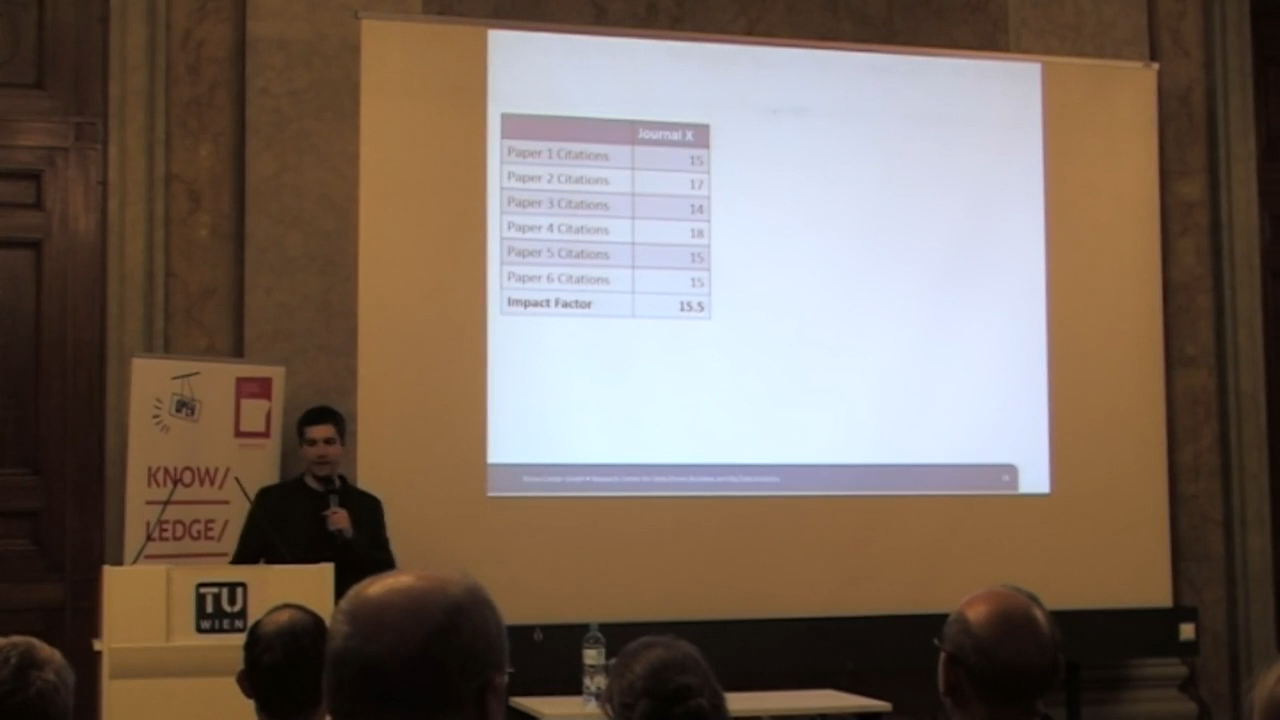 Journal X
Paper 1 Citations 15
Paper 2 Citations 17
Paper 3 Citations 14
Paper 4 Citations 18
Paper 5 Citations 15
Paper 6 Citations 15
Impact Factor 15.5
OPEN
KNOW/
LEDGE/
TU
WIEN